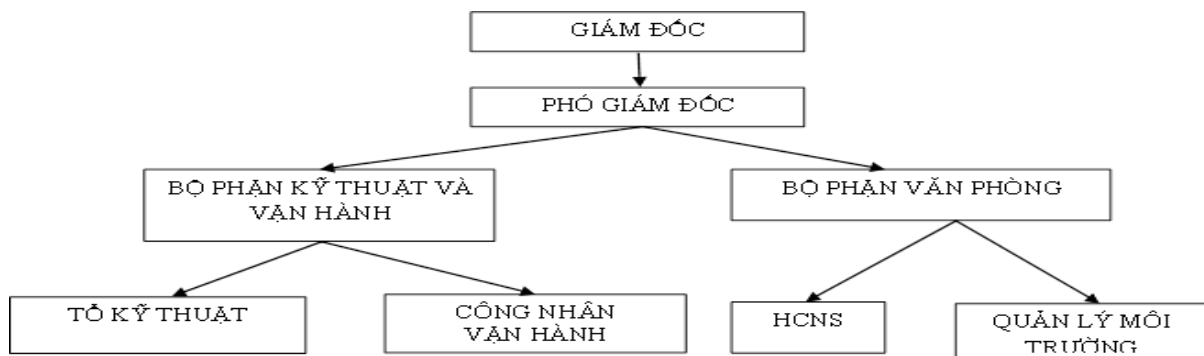 GIÁM ĐỐC
PHÓ GIÁM ĐỐC
BỘ PHẬN KỸ THUẬT VÀ
VẬN HÀNH
BỘ PHẬN VĂN PHÒNG
TỔ KỸ THUẬT
CÔNG NHÂN
VẬN HÀNH
HCNS
QUẢN LÝ MÔI
TRƯỜNG